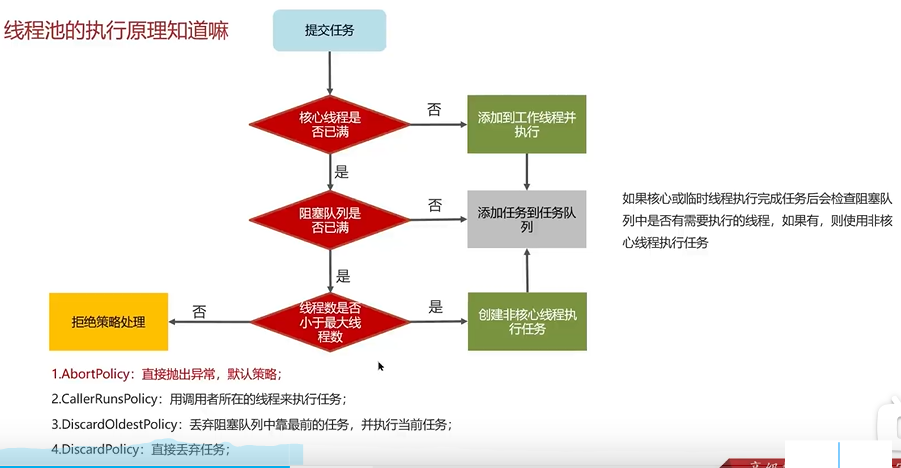 线程池的执行原理知道嘛
提交任务
核心线程是
否已满
否
添加到工作线程并
执行
是
阻塞队列是
否已满
否
添加任务到任务队
列
如果核心或临时线程执行完成任务后会检查阻塞队
列中是否有需要执行的线程，如果有，则使用非核
心线程执行任务
是
线程数是否
小于最大线
程数
否
拒绝策略处理
是
创建非核心线程执
行任务
1.AbortPolicy：直接抛出异常，默认策略；
2.CallerRunsPolicy：用调用者所在的线程来执行任务；
3.DiscardOldestPolicy：丢弃阻塞队列中靠最前的任务，并执行当前任务；
4.DiscardPolicy：直接丢弃任务；